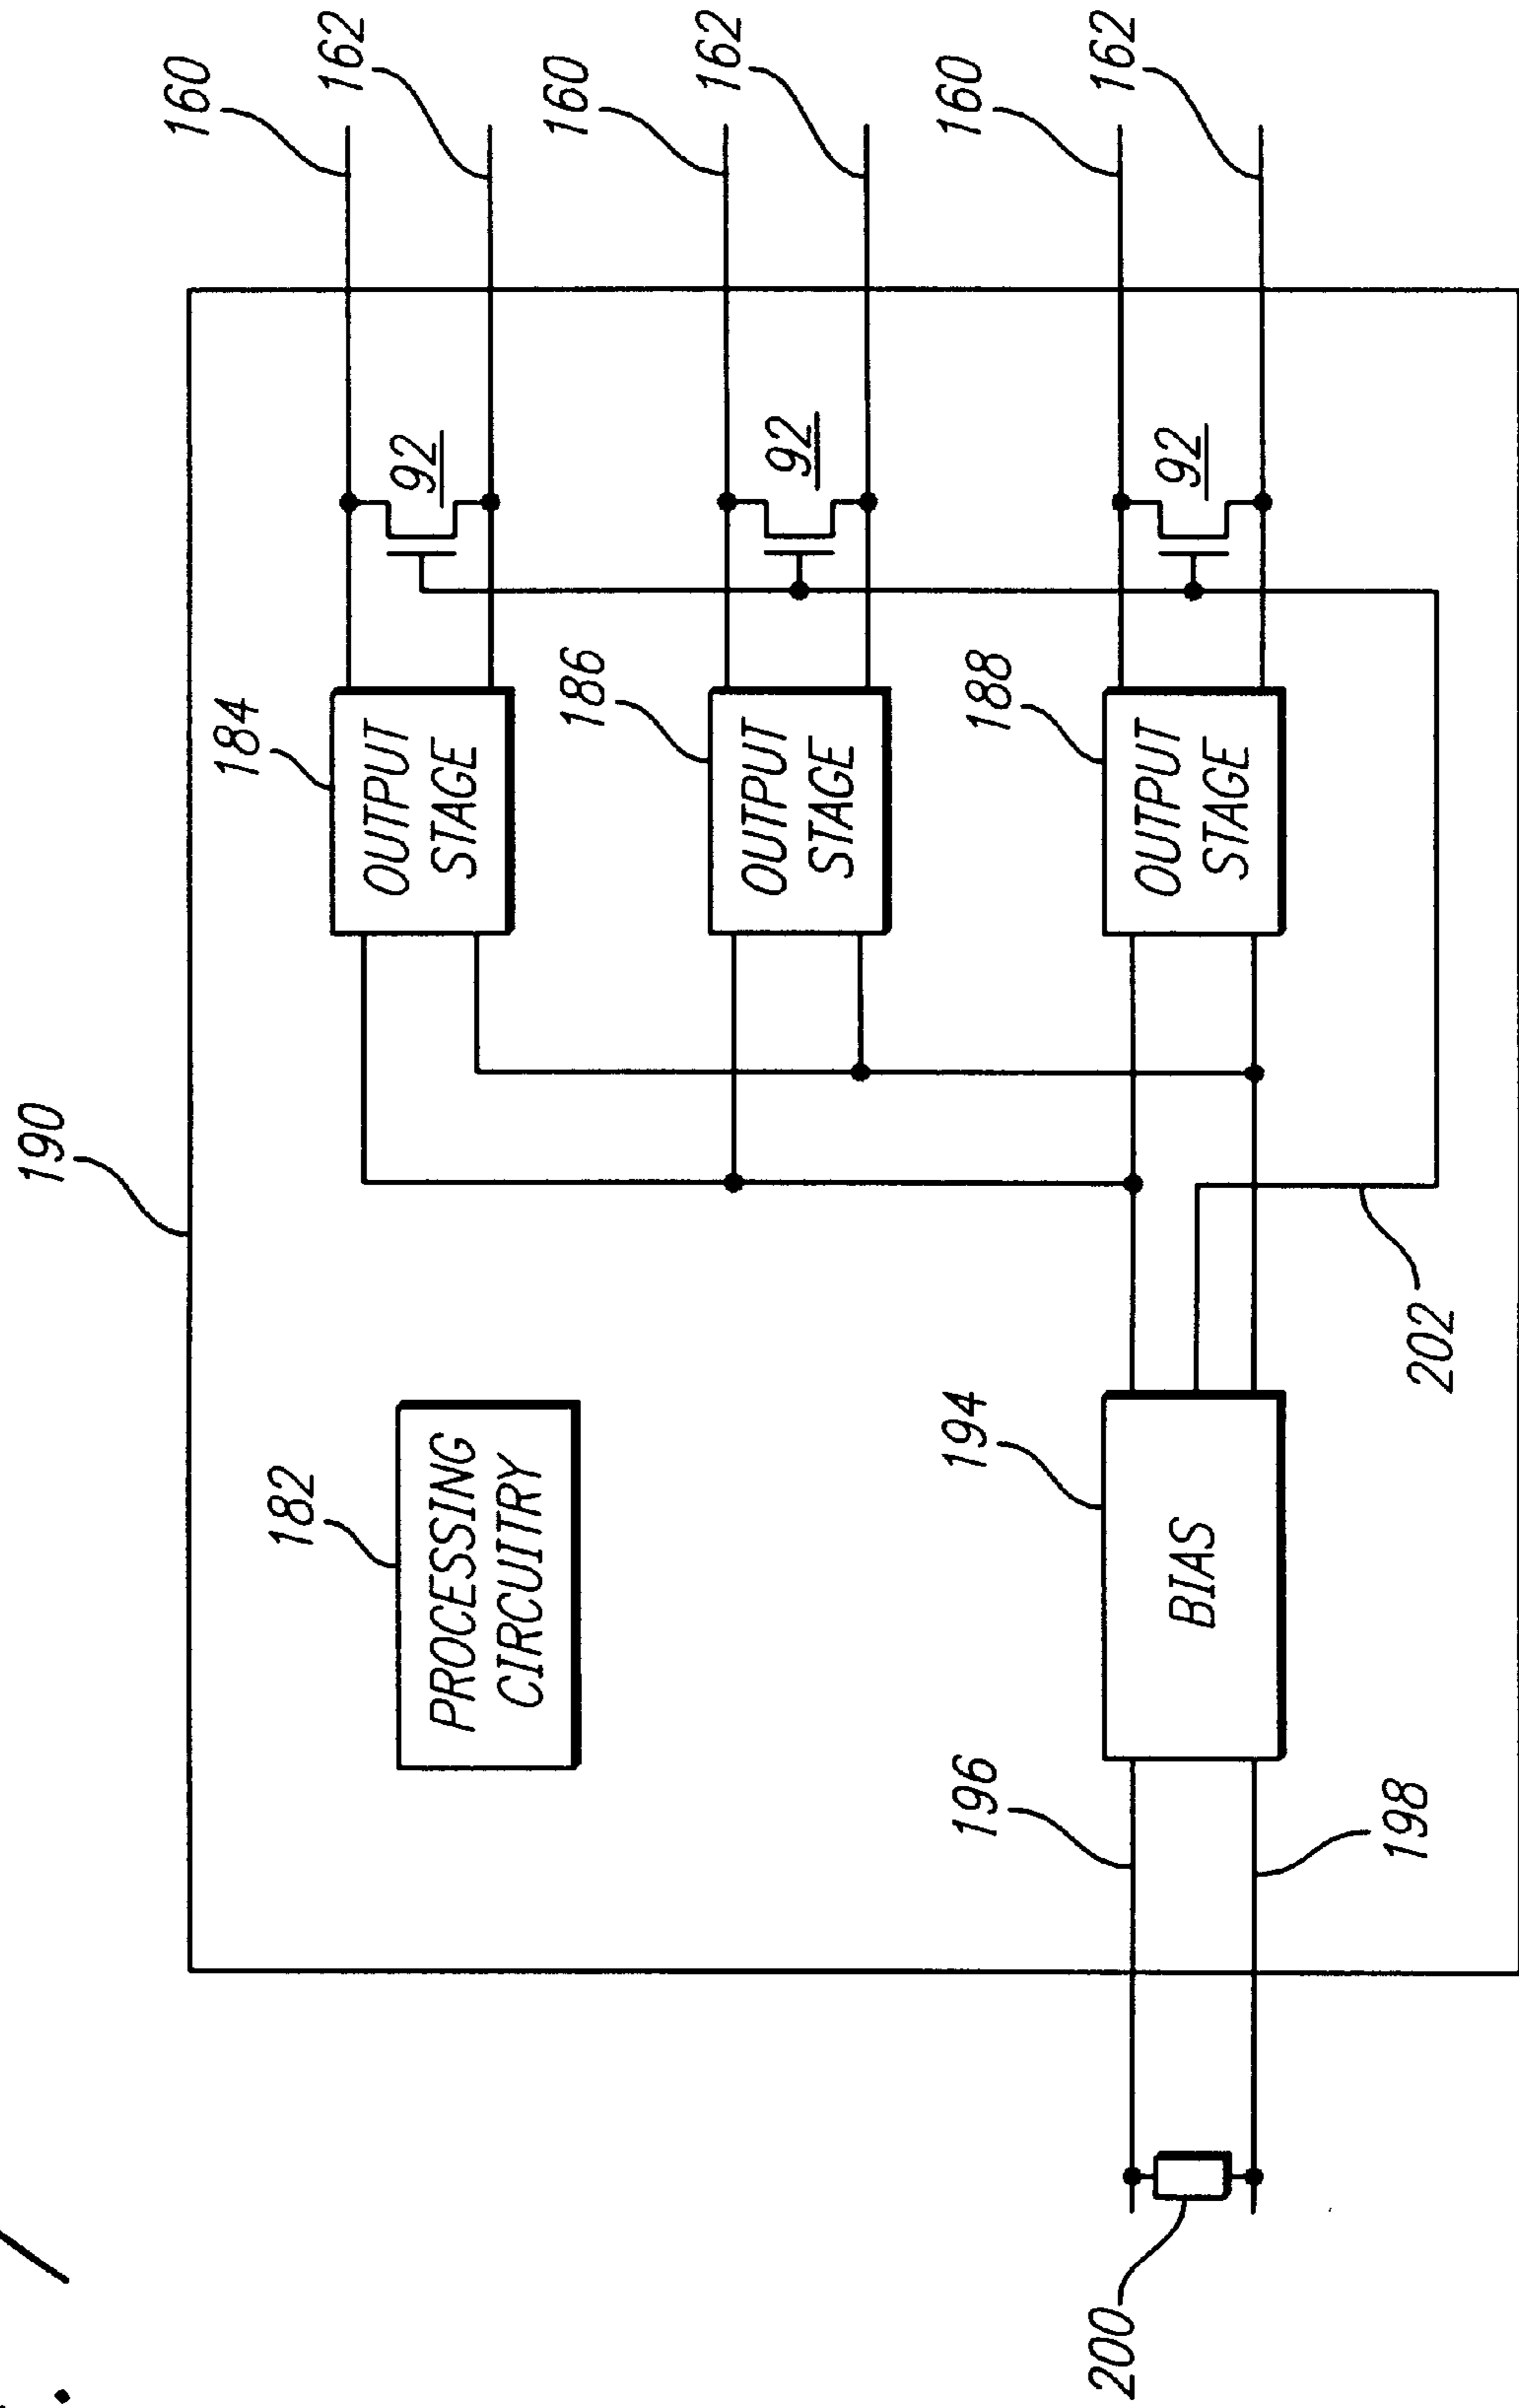 190
160
162
184
OUTPUT
STAGE
92
182
PROCESSING
CIRCUITRY
160
162
186
OUTPUT
STAGE
92
160
162
188
OUTPUT
STAGE
92
194
BIAS
196
198
200
202